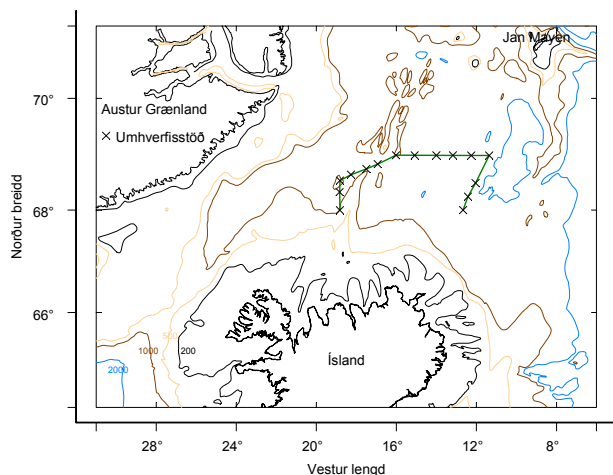 Jan Mayen
70°
Austur Grænland
× Umhverfisstöð
68°
Norður breidd
66°
500
1000
200
2000
Ísland
28°
24°
20°
16°
12°
8°
Vestur lengd